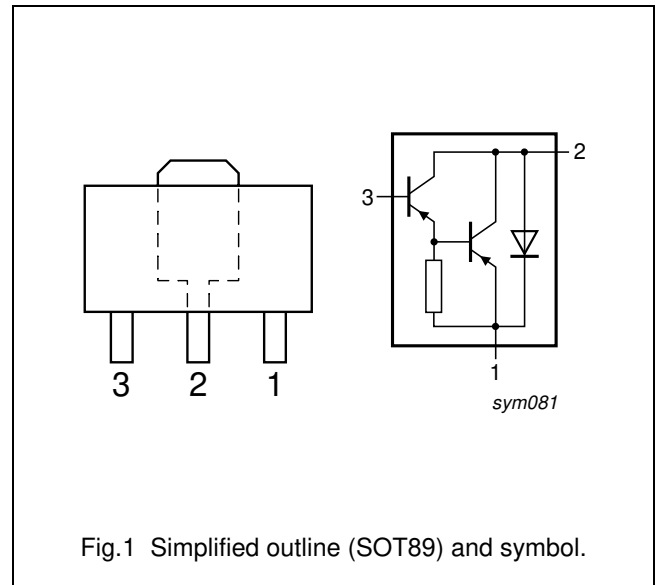 2
3
1
sym081
3 2 1
Fig.1 Simplified outline (SOT89) and symbol.